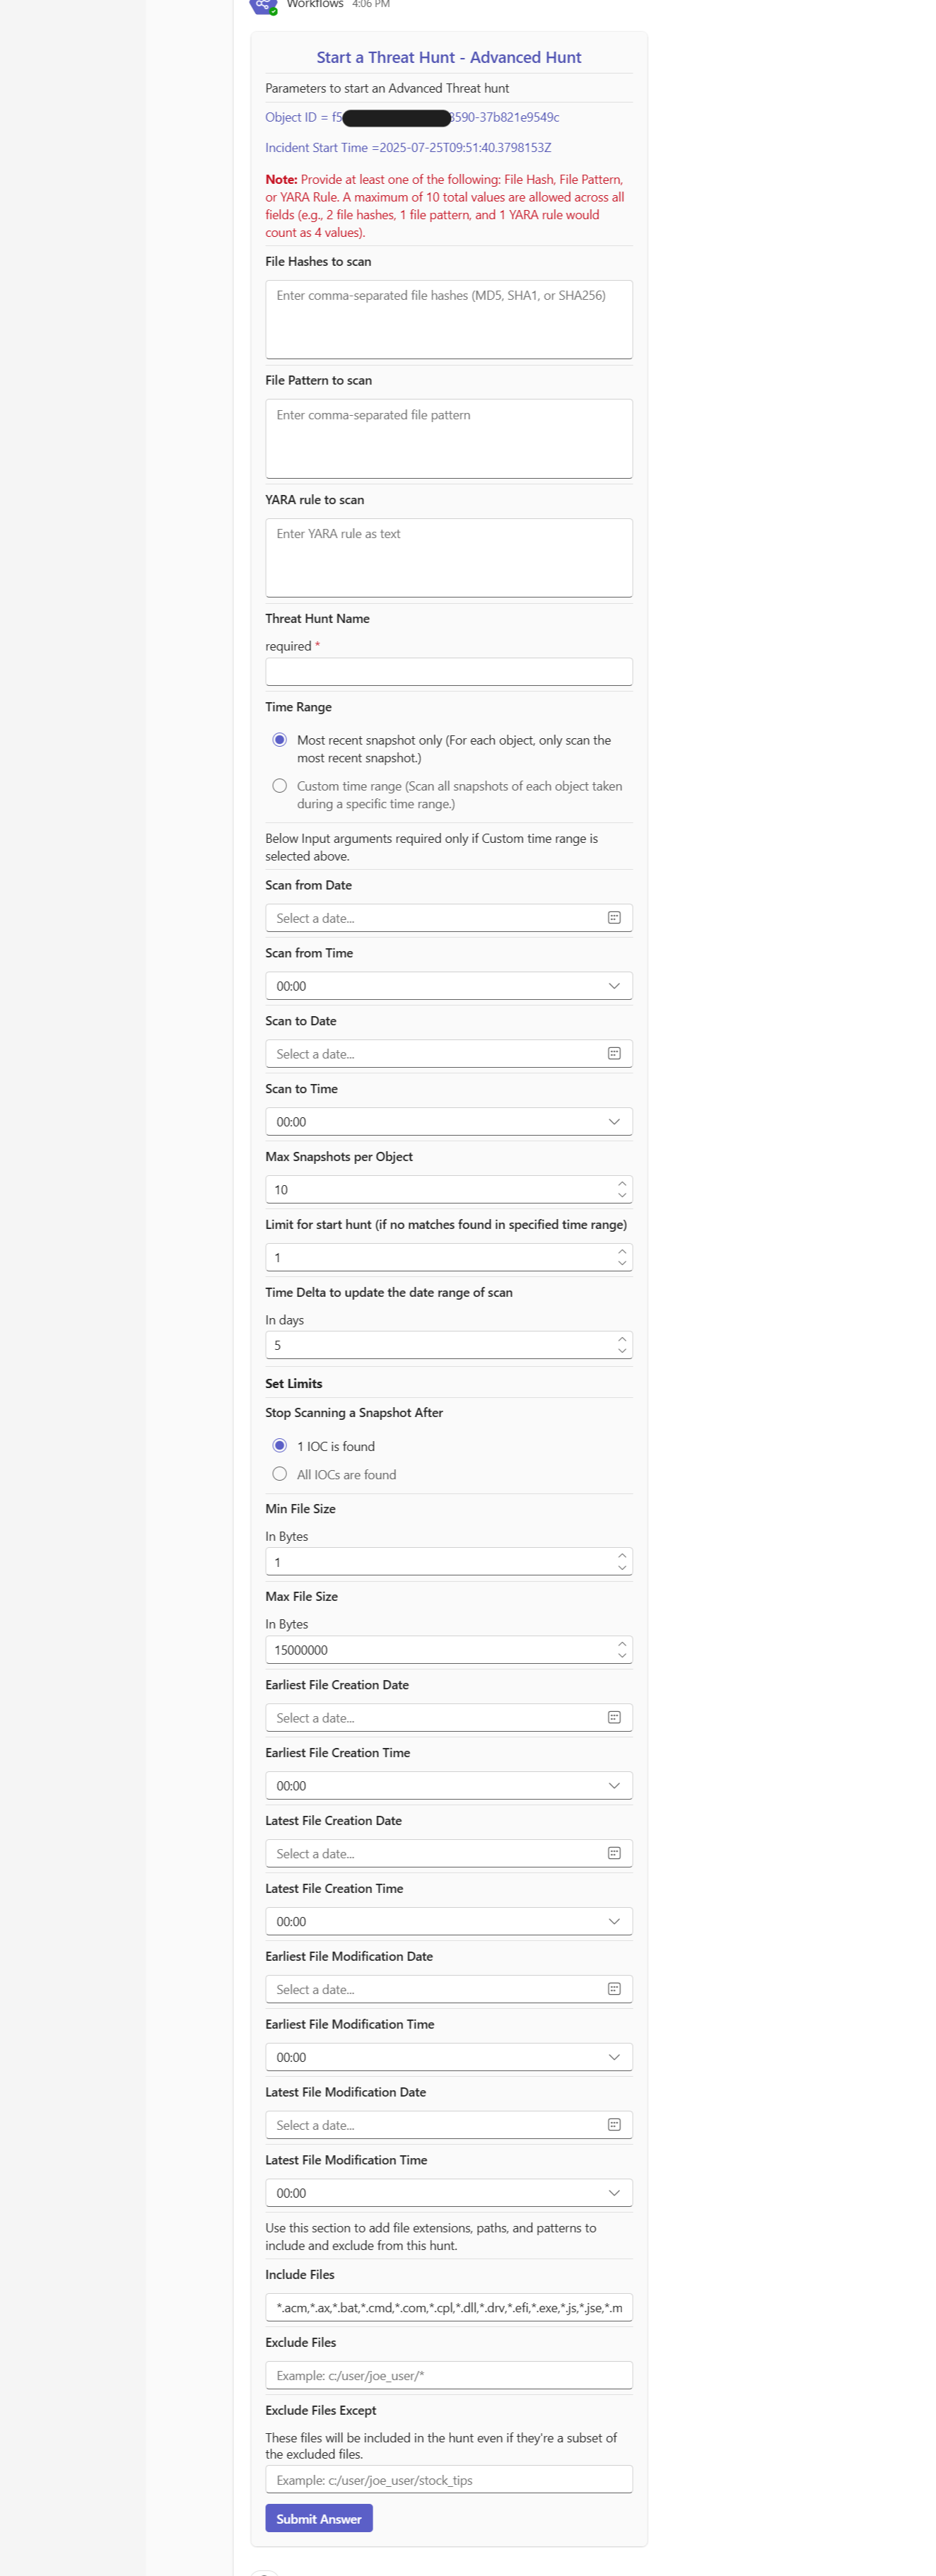 Workflows 4:06 PM
Start a Threat Hunt - Advanced Hunt
Parameters to start an Advanced Threat hunt
Object ID = f5 3590-37b821e9549c
Incident Start Time =2025-07-25T09:51:40.3798153Z
Note: Provide at least one of the following: File Hash, File Pattern,
or YARA Rule. A maximum of 10 total values are allowed across all
fields (e.g., 2 file hashes, 1 file pattern, and 1 YARA rule would
count as 4 values).
File Hashes to scan
Enter comma-separated file hashes (MD5, SHA1, or SHA256)
File Pattern to scan
Enter comma-separated file pattern
YARA rule to scan
Enter YARA rule as text
Threat Hunt Name
required *
Time Range
Most recent snapshot only (For each object, only scan the
most recent snapshot.)
Custom time range (Scan all snapshots of each object taken
during a specific time range.)
Below Input arguments required only if Custom time range is
selected above.
Scan from Date
Select a date...
Scan from Time
00:00
Scan to Date
Select a date...
Scan to Time
00:00
Max Snapshots per Object
10
Limit for start hunt (if no matches found in specified time range)
1
Time Delta to update the date range of scan
In days
5
Set Limits
Stop Scanning a Snapshot After
1 IOC is found
All IOCs are found
Min File Size
In Bytes
1
Max File Size
In Bytes
15000000
Earliest File Creation Date
Select a date...
Earliest File Creation Time
00:00
Latest File Creation Date
Select a date...
Latest File Creation Time
00:00
Earliest File Modification Date
Select a date...
Earliest File Modification Time
00:00
Latest File Modification Date
Select a date...
Latest File Modification Time
00:00
Use this section to add file extensions, paths, and patterns to
include and exclude from this hunt.
Include Files
*.acm,*.ax,*.bat,*.cmd,*.com,*.cpl,*.dll,*.drv,*.efi,*.exe,*.js,*.jse,*.m
Exclude Files
Example: c:/user/joe_user/*
Exclude Files Except
These files will be included in the hunt even if they're a subset of
the excluded files.
Example: c:/user/joe_user/stock_tips
Submit Answer